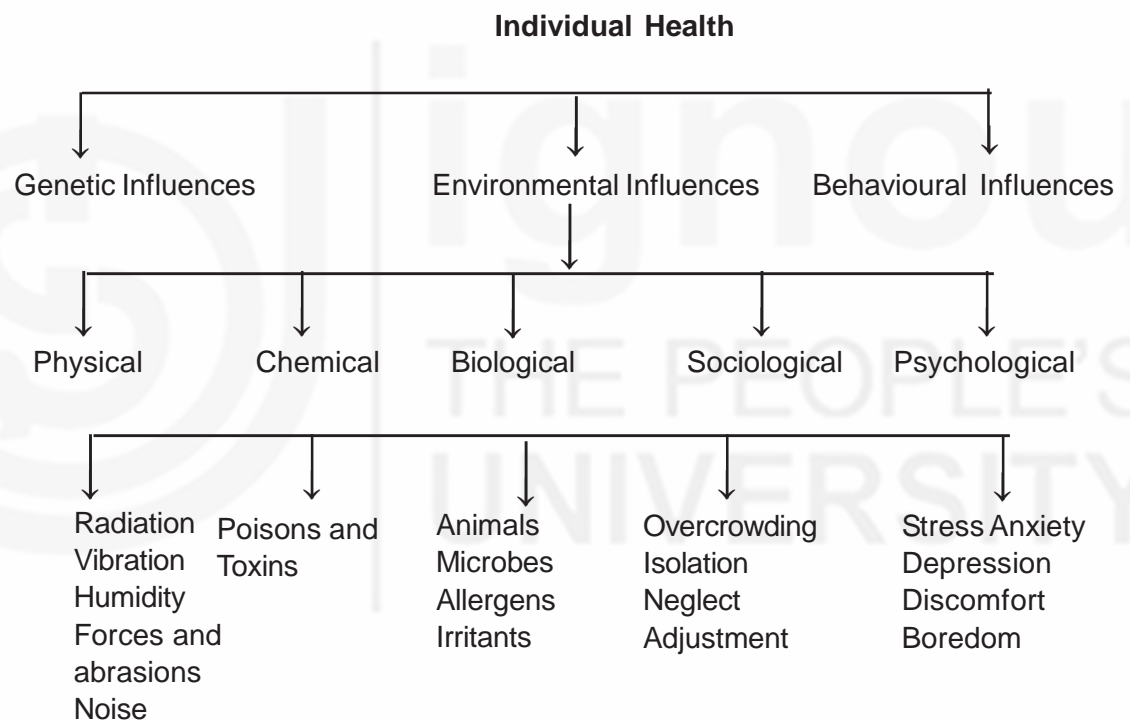 Individual Health
Genetic Influences
Environmental Influences
Behavioural Influences
Physical
Chemical
Biological
Sociological
Psychological
Radiation
Vibration
Humidity
Forces and
abrasions
Noise
Poisons and
Toxins
Animals
Microbes
Allergens
Irritants
Overcrowding
Isolation
Neglect
Adjustment
Stress Anxiety
Depression
Discomfort
Boredom
ignou
THE PEOPLE'S
UNIVERSITY